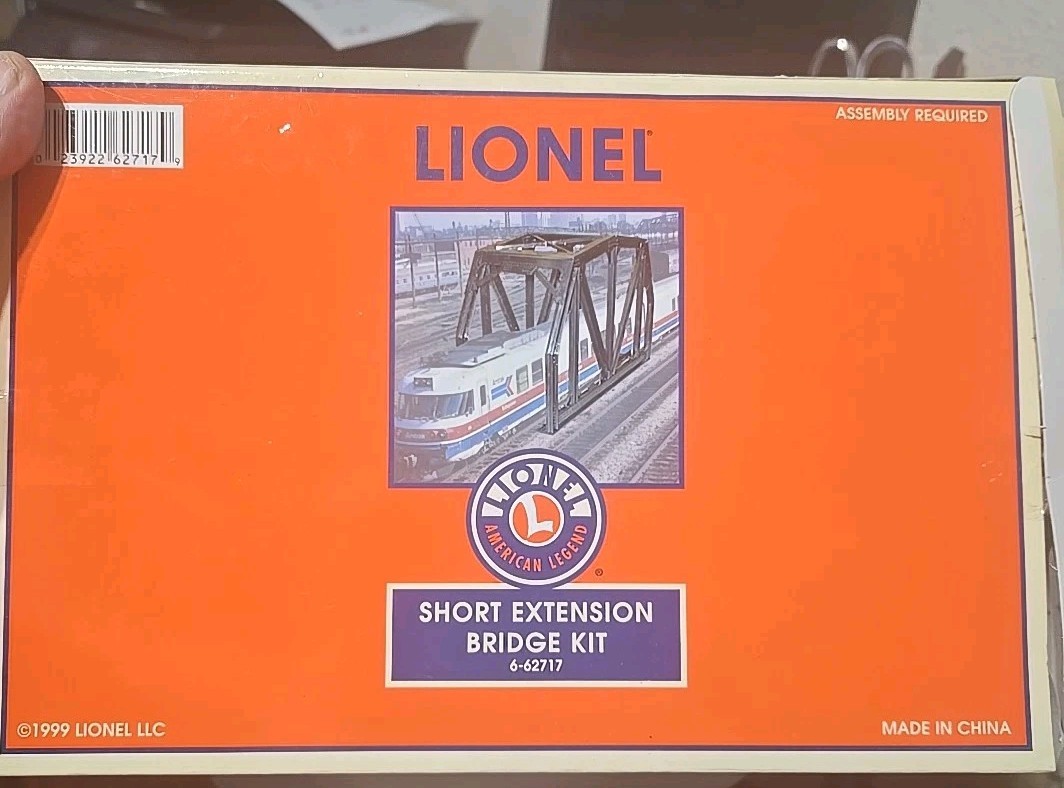 0 23922 62717 9
ASSEMBLY REQUIRED
LIONEL
LIONEL
L
AMERICAN LEGEND
®
SHORT EXTENSION
BRIDGE KIT
6-62717
©1999 LIONEL LLC
MADE IN CHINA